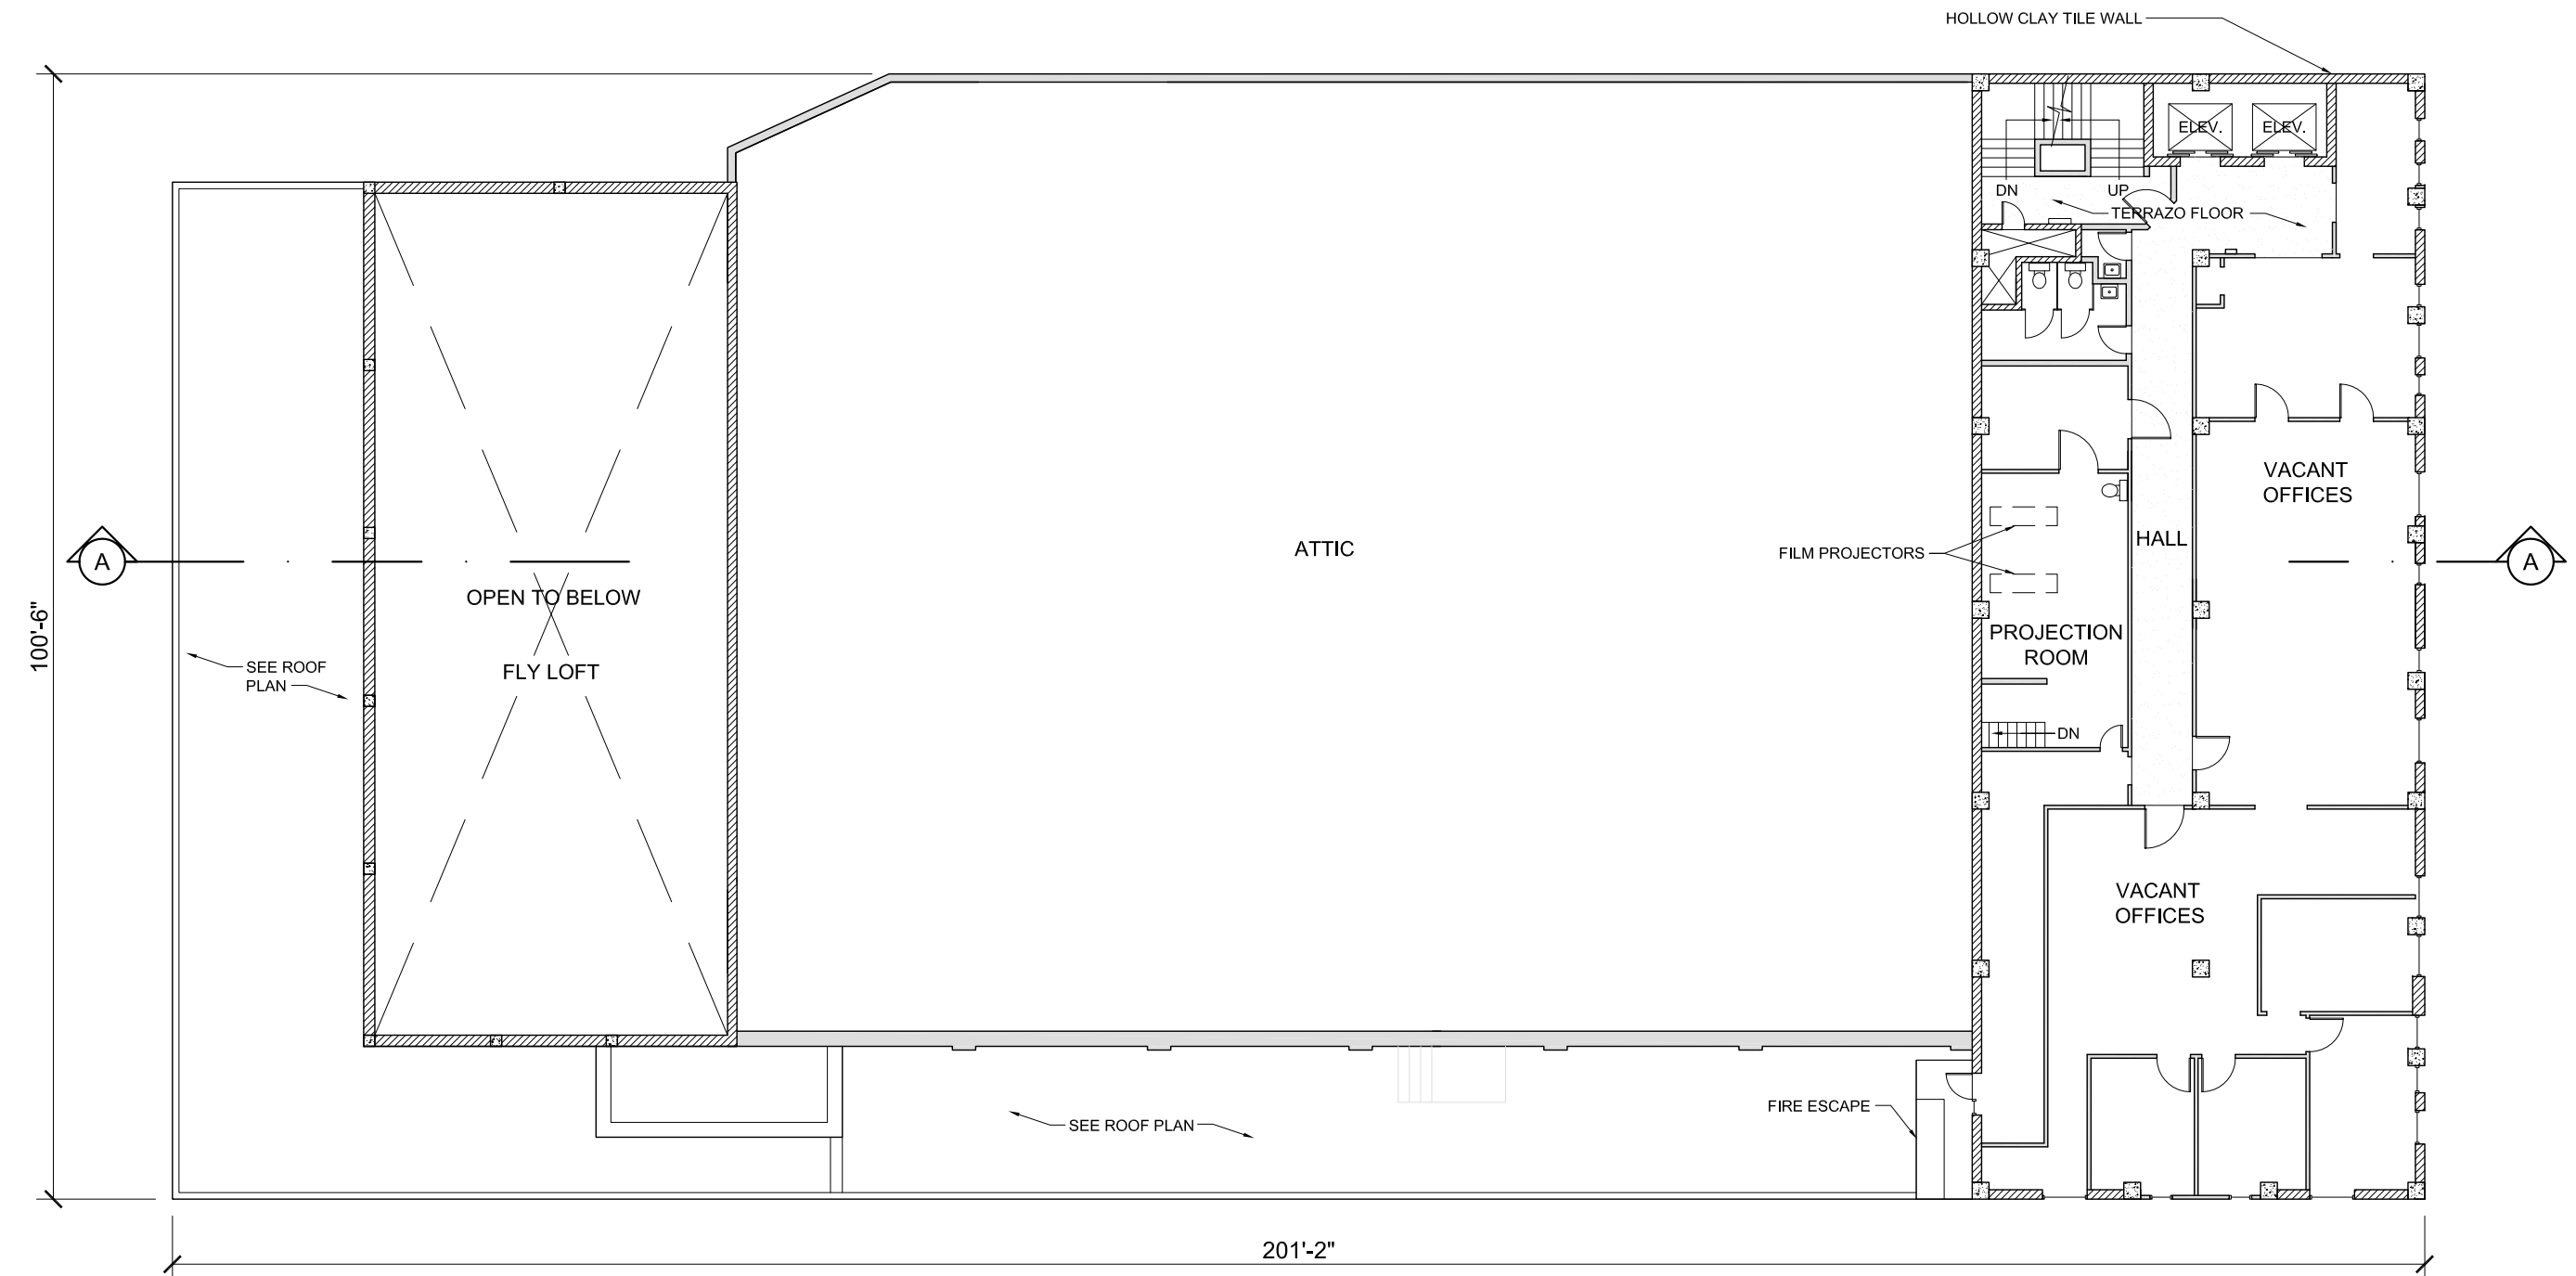 HOLLOW CLAY TILE WALL
ELEV.
ELEV.
DN
UP
TERRAZO FLOOR
VACANT
OFFICES
HALL
ATTIC
FILM PROJECTORS
A
A
OPEN TO BELOW
FLY LOFT
PROJECTION
ROOM
100'-6"
SEE ROOF
PLAN
DN
VACANT
OFFICES
FIRE ESCAPE
SEE ROOF PLAN
201'-2"